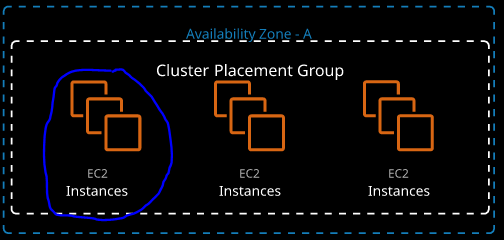 Availability Zone - A
Cluster Placement Group
EC2 EC2 EC2
Instances Instances Instances